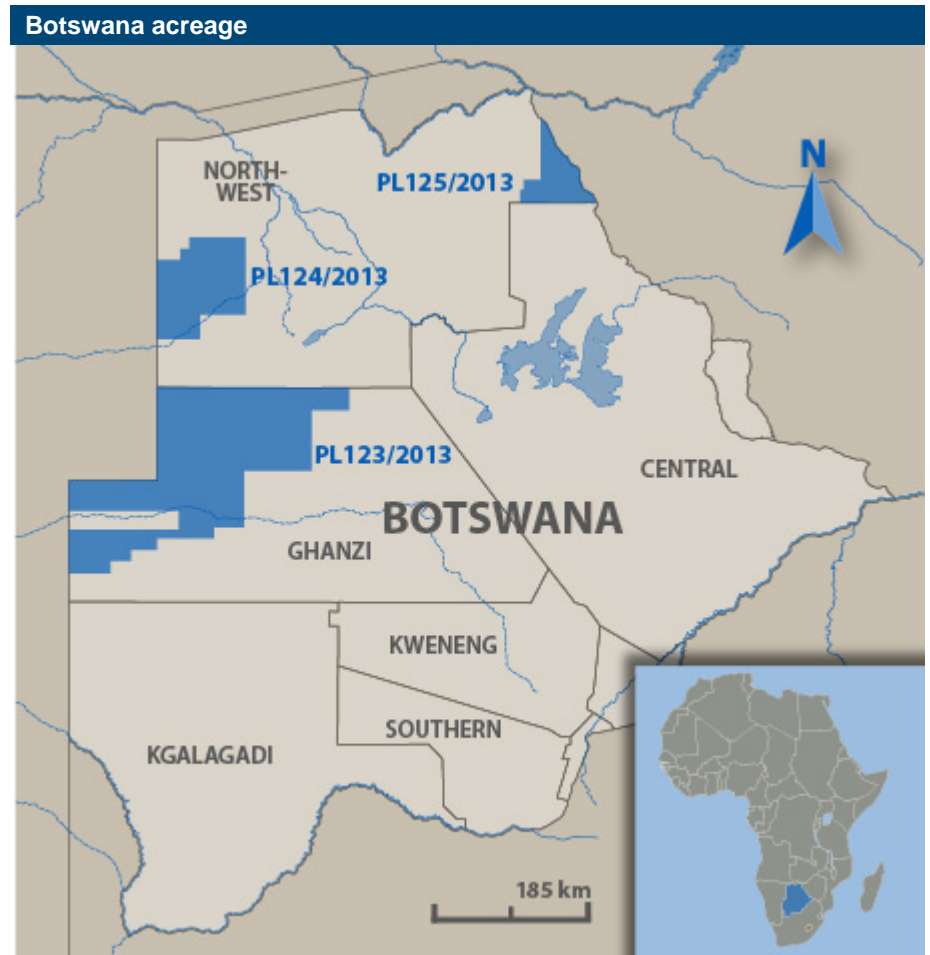 Botswana acreage
N
NORTH-
WEST
PL125/2013
PL124/2013
PL123/2013
CENTRAL
BOTSWANA
GHANZI
KWENENG
SOUTHERN
KGALAGADI
185 km